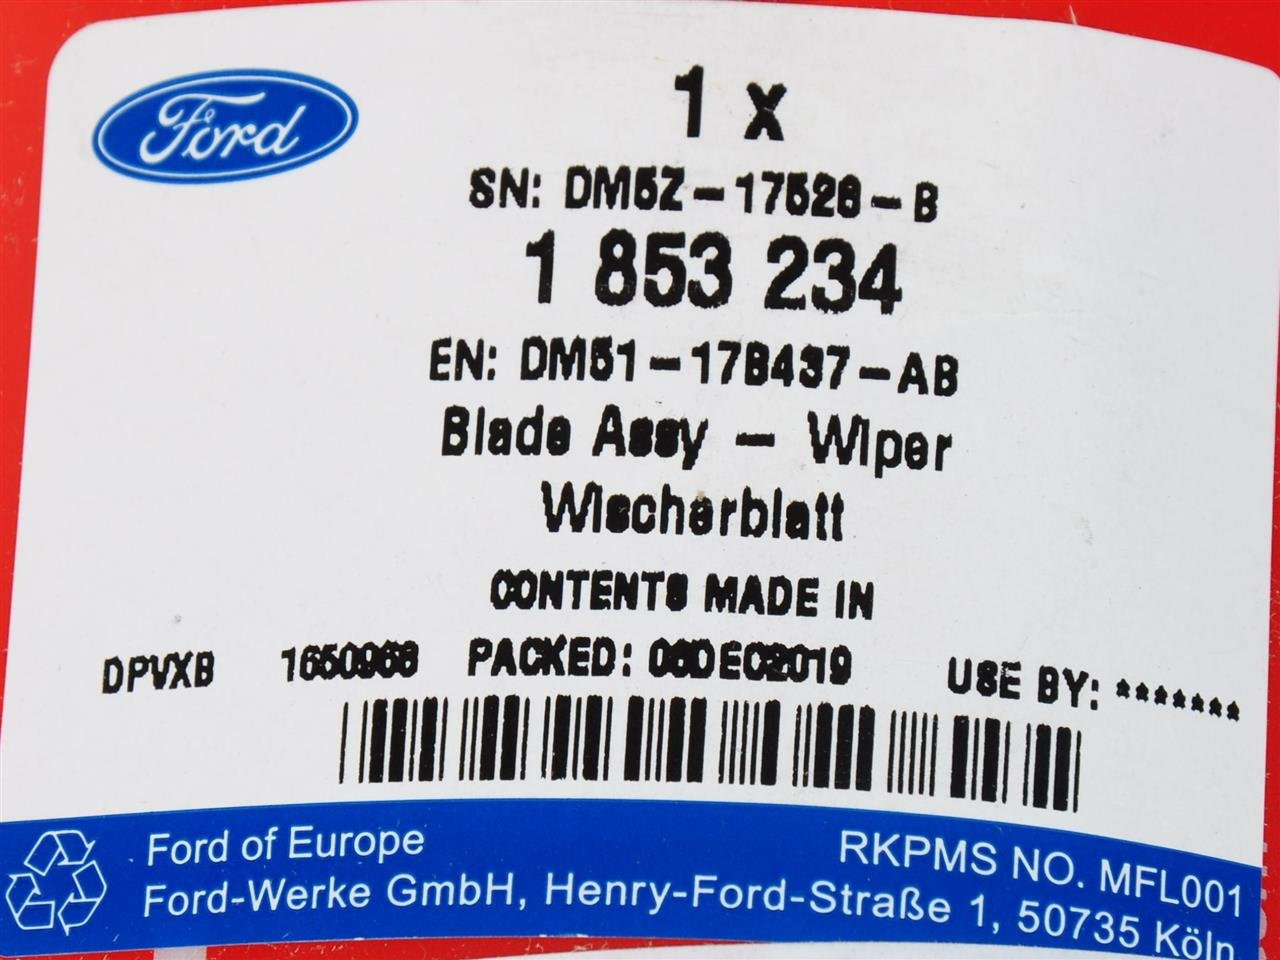 Ford
1 x
SN: DM5Z-17528-B
1 853 234
EN: DM51-17B437-AB
Blade Assy - Wiper
Wischerblatt
CONTENTS MADE IN
DPVXB 1650968 PACKED: 06DEC2019 USE BY: *******
Ford of Europe
RKPMS NO. MFL001
Ford-Werke GmbH, Henry-Ford-Straße 1, 50735 Köln